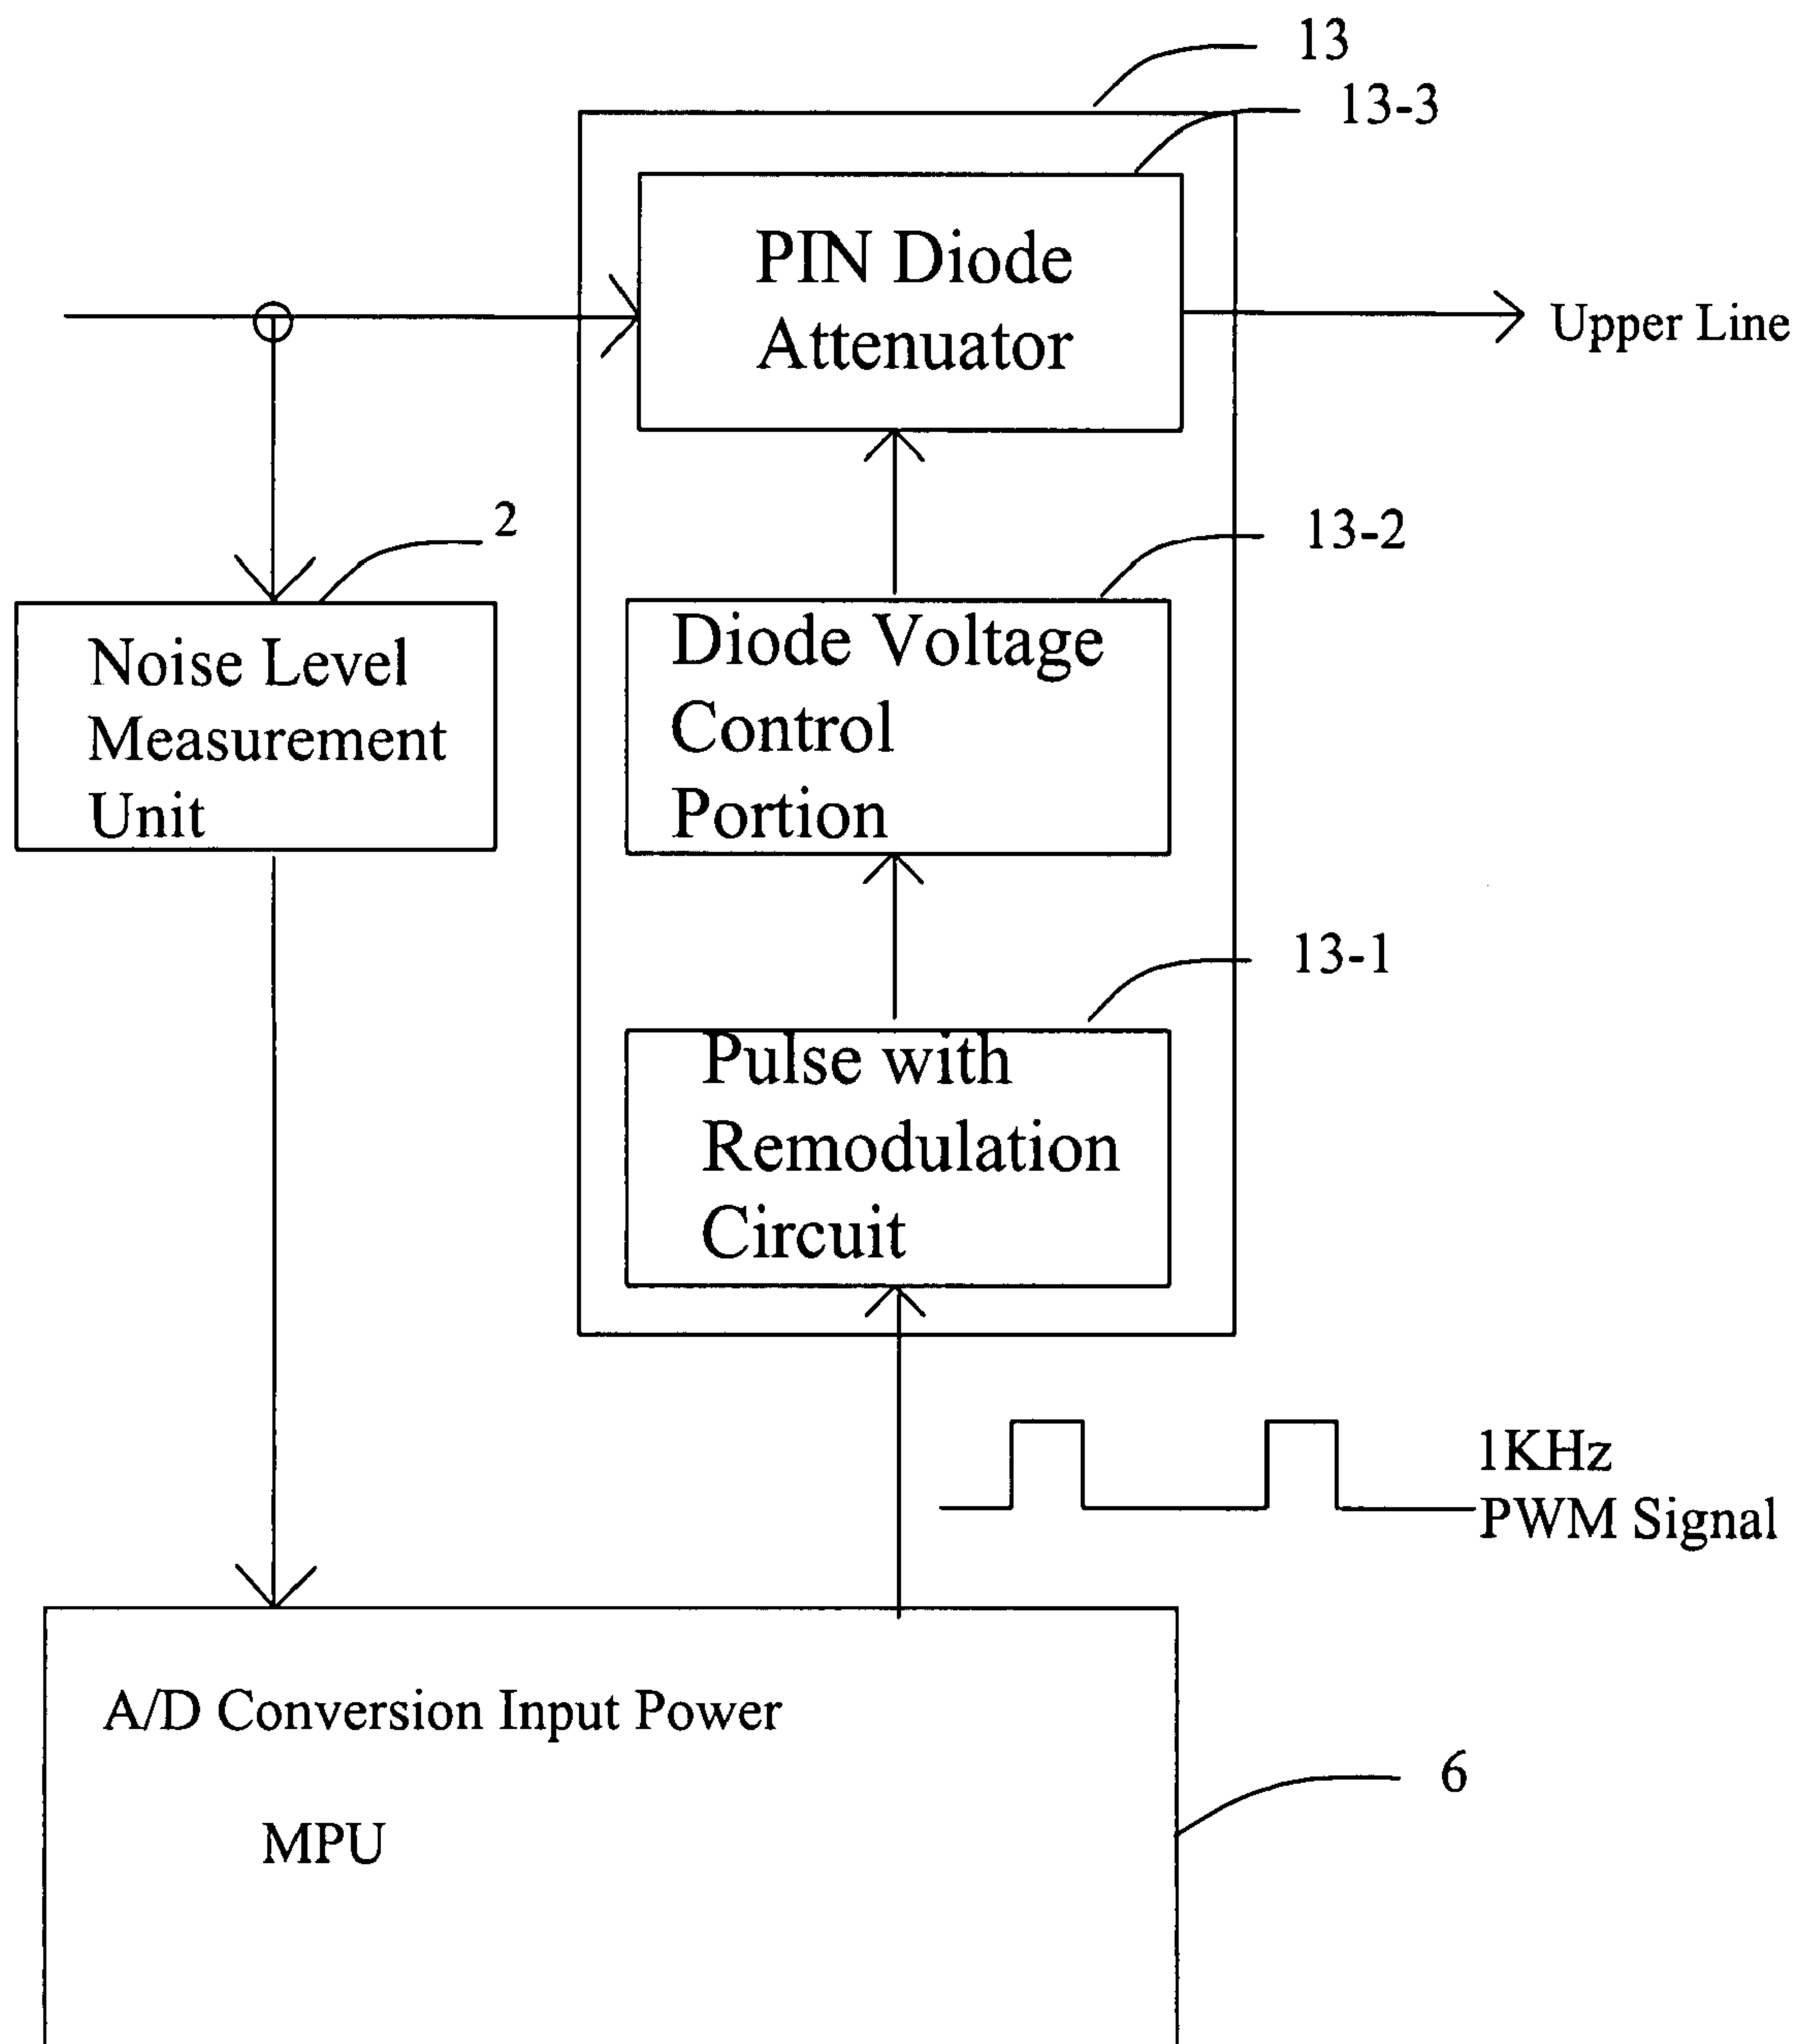 13
13-3
PIN Diode
Attenuator
Upper Line
2
13-2
Noise Level
Measurement
Unit
Diode Voltage
Control
Portion
13-1
Pulse with
Remodulation
Circuit
1KHz
PWM Signal
A/D Conversion Input Power
MPU
6